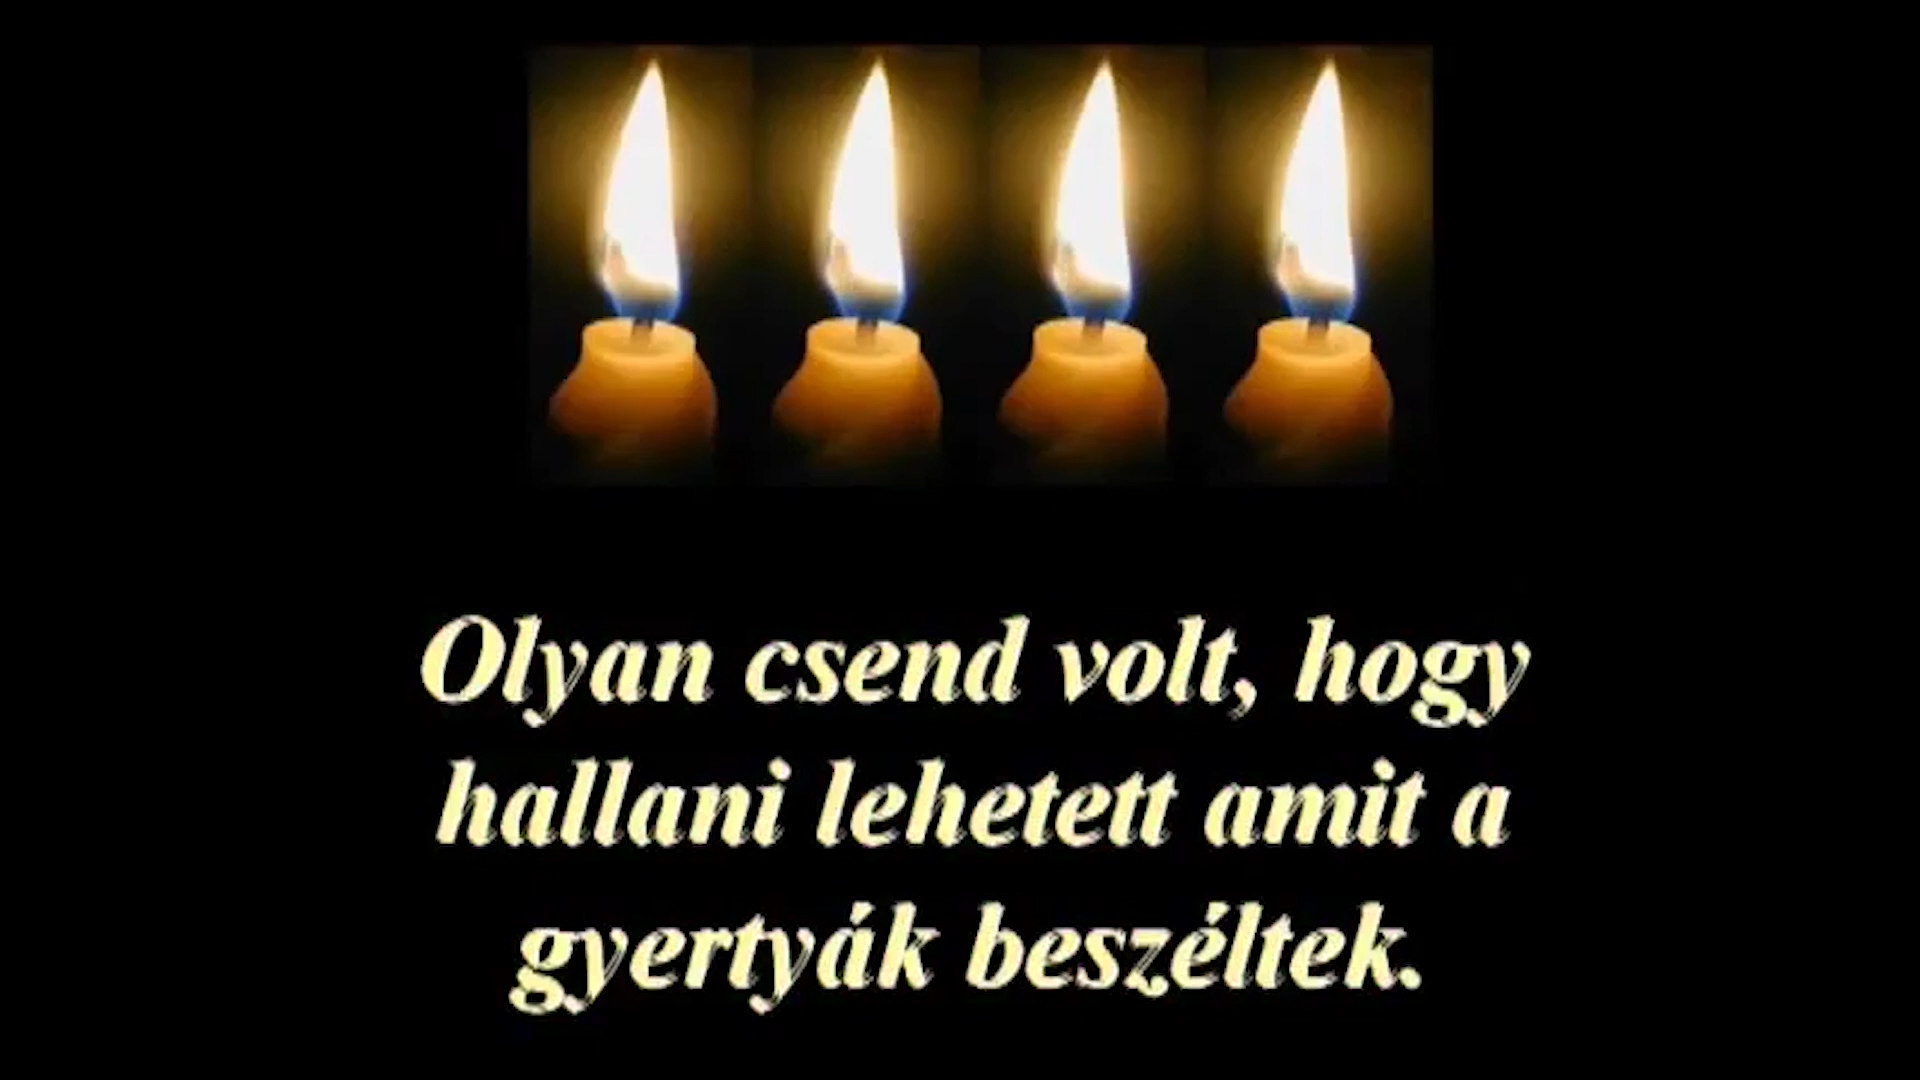 Olyan csend volt, hogy
hallani lehetett amit a
gyertyák beszéltek.